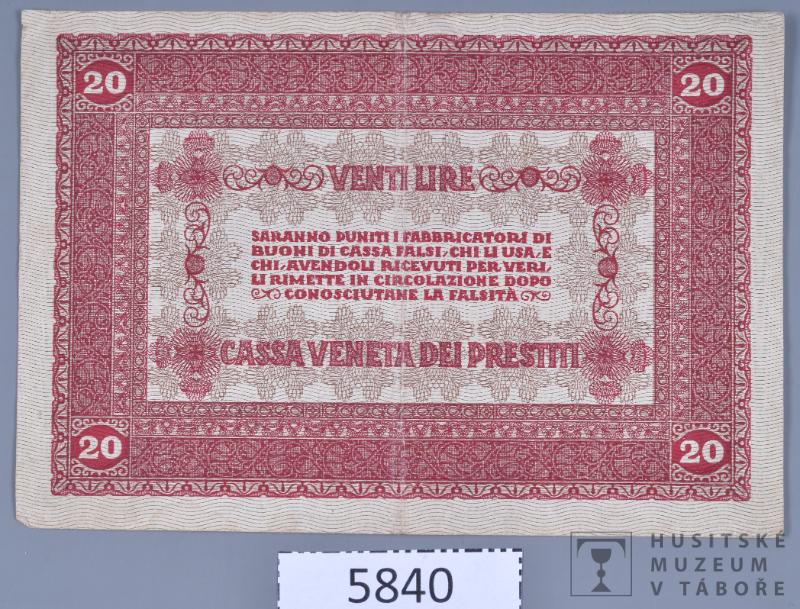 20 20
VENTI LIRE
SARANNO PUNITI I FABBRICATORI DI
BUONI DI CASSA FALSI, CHI LI USA, E
CHI, AVENDOLI RICEVUTI PER VERI,
LI RIMETTE IN CIRCOLAZIONE DOPO
CONOSCIUTANE LA FALSITÀ
CASSA VENETA DEI PRESTITI
20 20
5840
HUSITSKÉ
MUZEUM
V TÁBOŘE